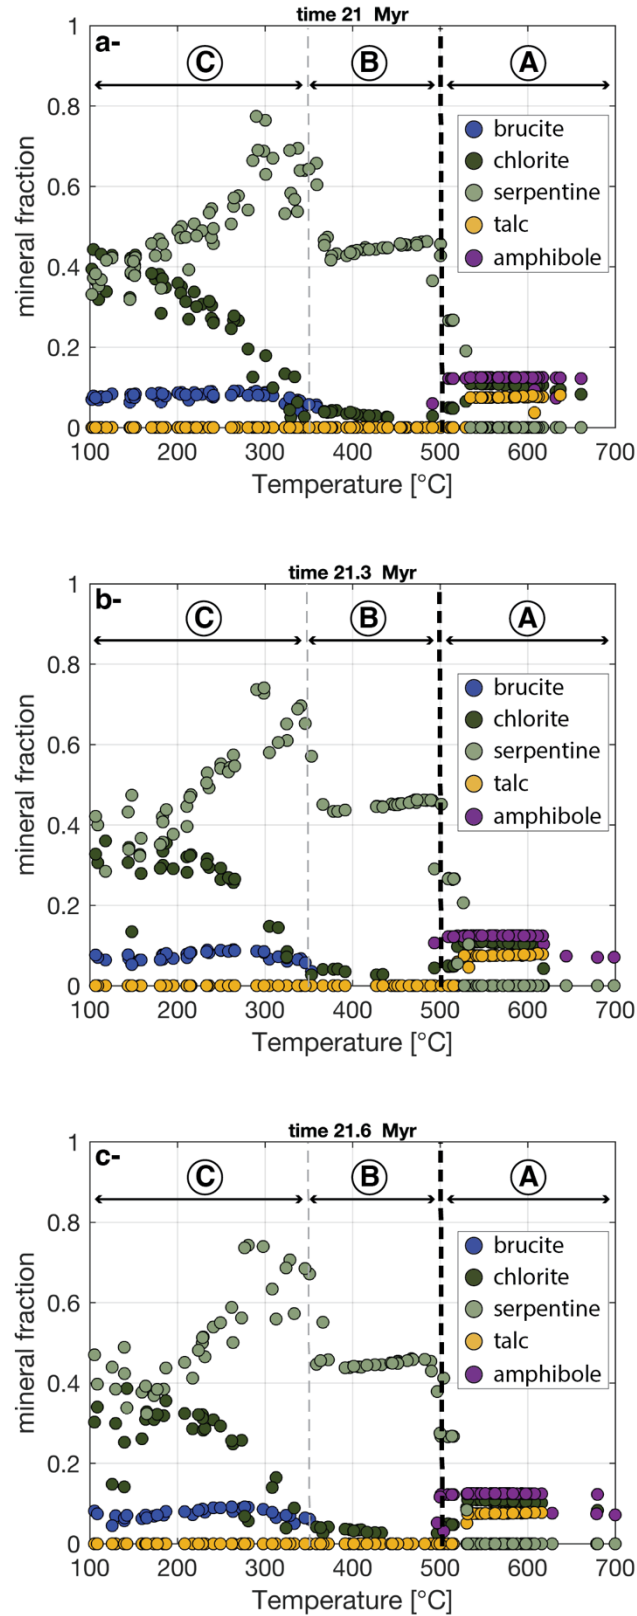 time 21 Myr
a-
C B A
1
0.8
0.6
0.4
0.2
0
mineral fraction
brucite
chlorite
serpentine
talc
amphibole
100 200 300 400 500 600 700
Temperature [°C]
time 21.3 Myr
b-
C B A
1
0.8
0.6
0.4
0.2
0
mineral fraction
brucite
chlorite
serpentine
talc
amphibole
100 200 300 400 500 600 700
Temperature [°C]
time 21.6 Myr
c-
C B A
1
0.8
0.6
0.4
0.2
0
mineral fraction
brucite
chlorite
serpentine
talc
amphibole
100 200 300 400 500 600 700
Temperature [°C]